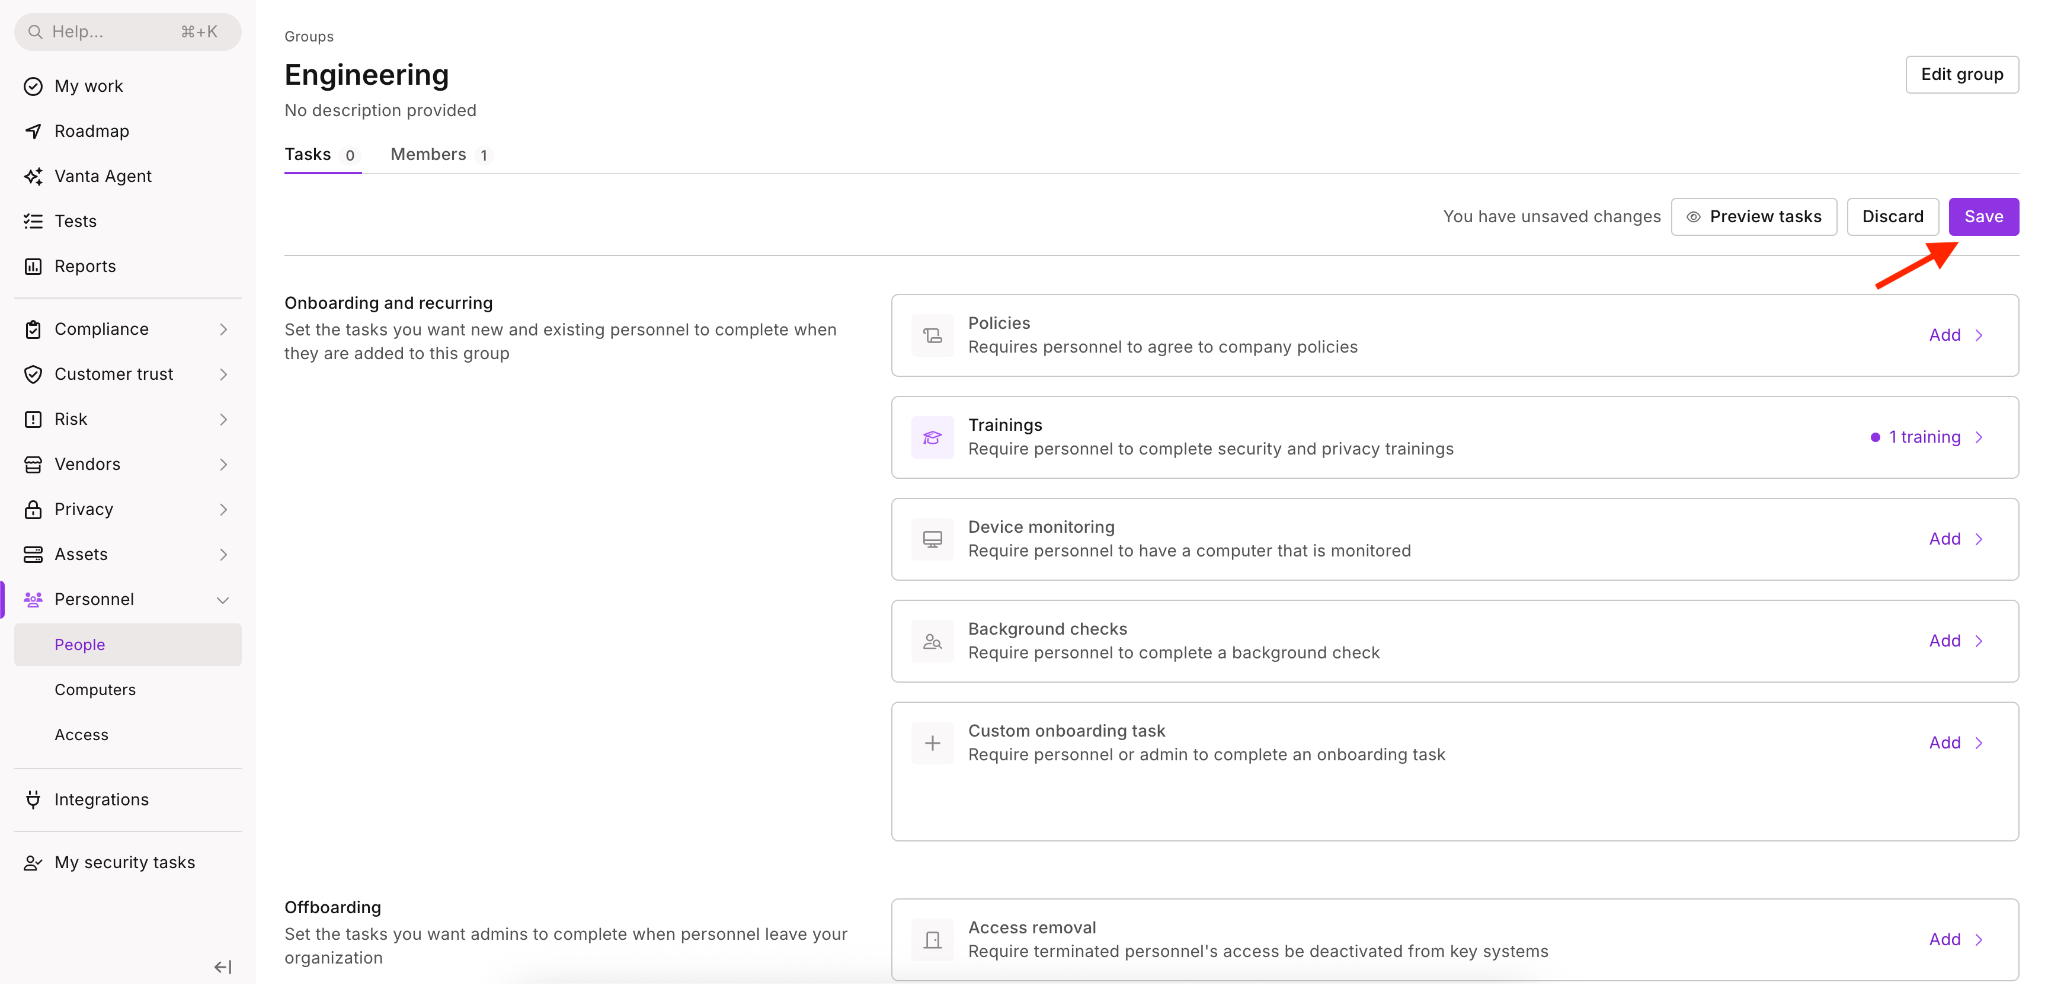 Help... ⌘+K
My work
Roadmap
Vanta Agent
Tests
Reports
Compliance
Customer trust
Risk
Vendors
Privacy
Assets
Personnel
People
Computers
Access
Integrations
My security tasks
Groups
Engineering
Edit group
No description provided
Tasks 0 Members 1
You have unsaved changes Preview tasks Discard Save
Onboarding and recurring
Set the tasks you want new and existing personnel to complete when
they are added to this group
Policies
Requires personnel to agree to company policies
Add
Trainings
Require personnel to complete security and privacy trainings
1 training
Device monitoring
Require personnel to have a computer that is monitored
Add
Background checks
Require personnel to complete a background check
Add
Custom onboarding task
Require personnel or admin to complete an onboarding task
Add
Offboarding
Set the tasks you want admins to complete when personnel leave your
organization
Access removal
Require terminated personnel's access be deactivated from key systems
Add